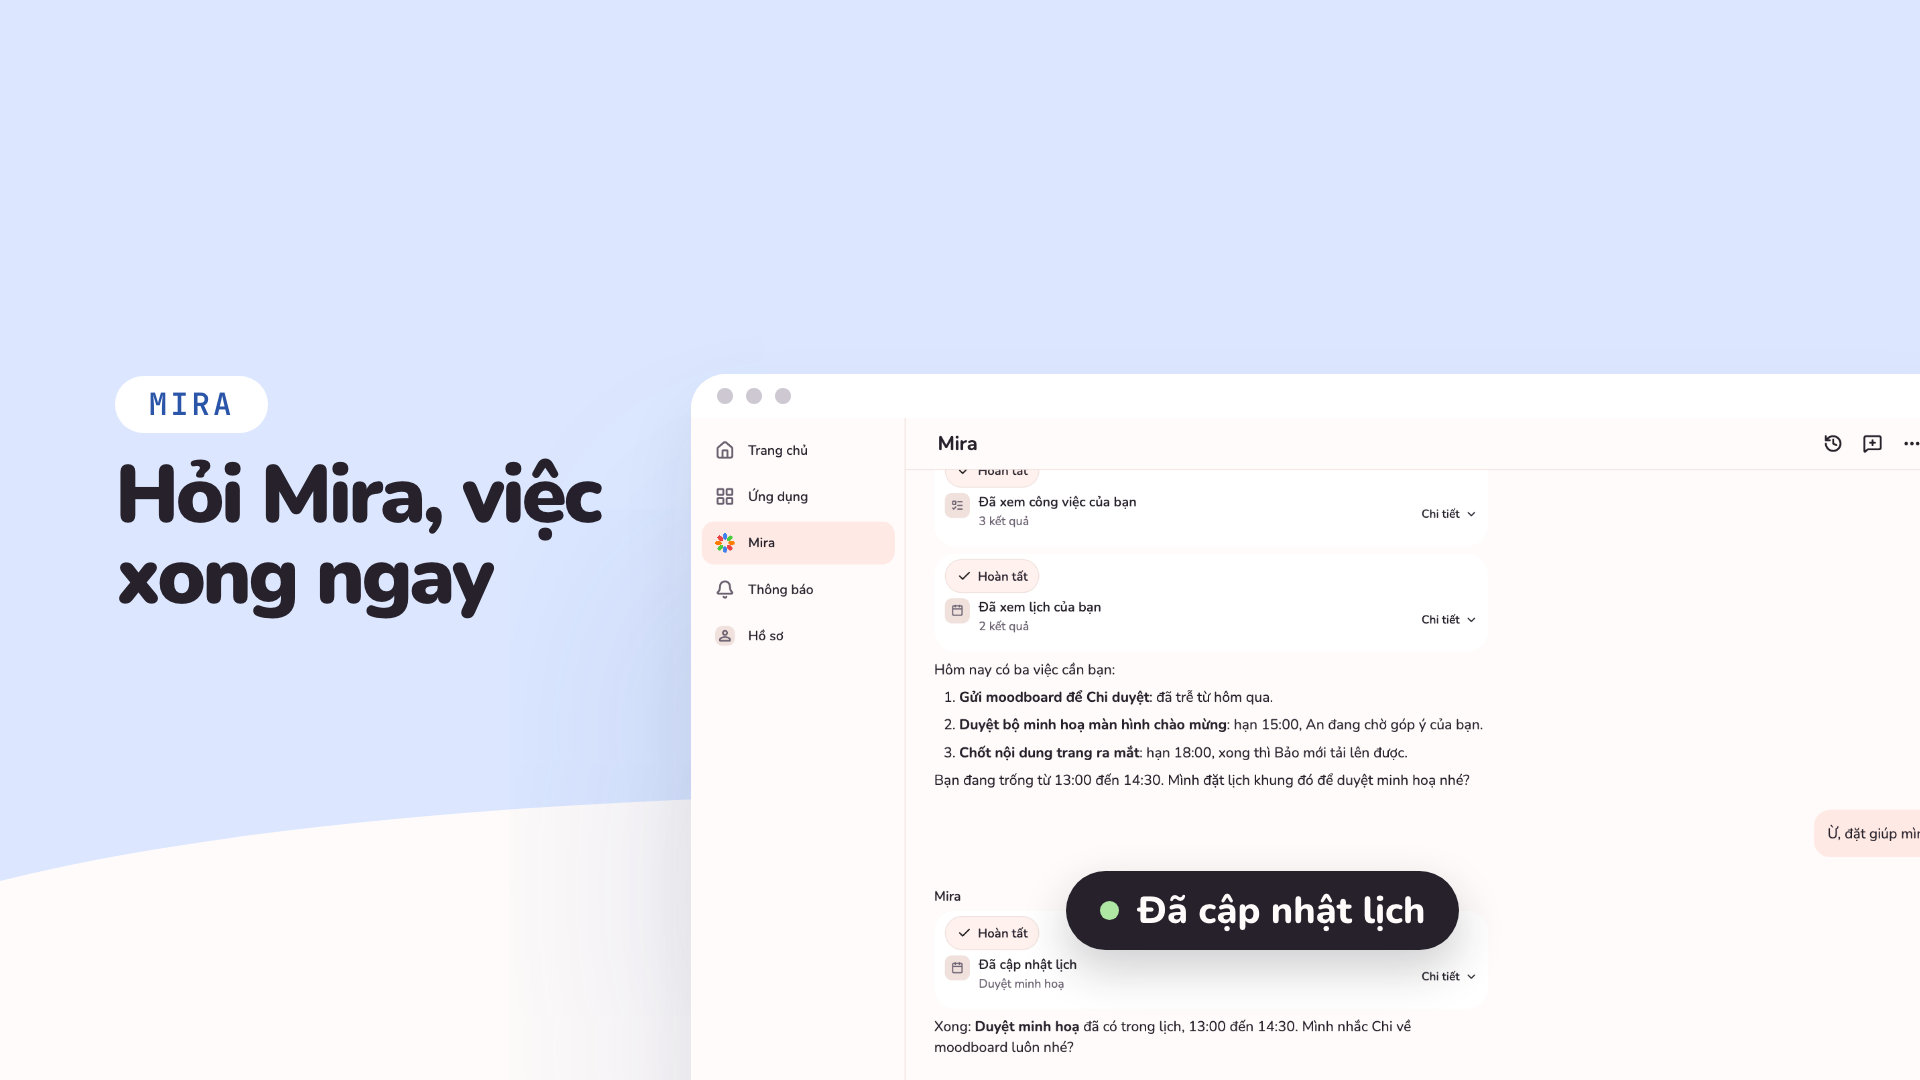 MIRA
Hỏi Mira, việc
xong ngay
Trang chủ
Ứng dụng
Mira
Thông báo
Hồ sơ
Mira
Hoàn tất
Đã xem công việc của bạn
3 kết quả
Chi tiết
Hoàn tất
Đã xem lịch của bạn
2 kết quả
Chi tiết
Hôm nay có ba việc cần bạn:
1. Gửi moodboard để Chi duyệt: đã trễ từ hôm qua.
2. Duyệt bộ minh hoạ màn hình chào mừng: hạn 15:00, An đang chờ góp ý của bạn.
3. Chốt nội dung trang ra mắt: hạn 18:00, xong thì Bảo mới tải lên được.
Bạn đang trống từ 13:00 đến 14:30. Mình đặt lịch khung đó để duyệt minh hoạ nhé?
Ừ, đặt giúp
Mira
Đã cập nhật lịch
Hoàn tất
Đã cập nhật lịch
Duyệt minh hoạ
Chi tiết
Xong: Duyệt minh hoạ đã có trong lịch, 13:00 đến 14:30. Mình nhắc Chi về
moodboard luôn nhé?